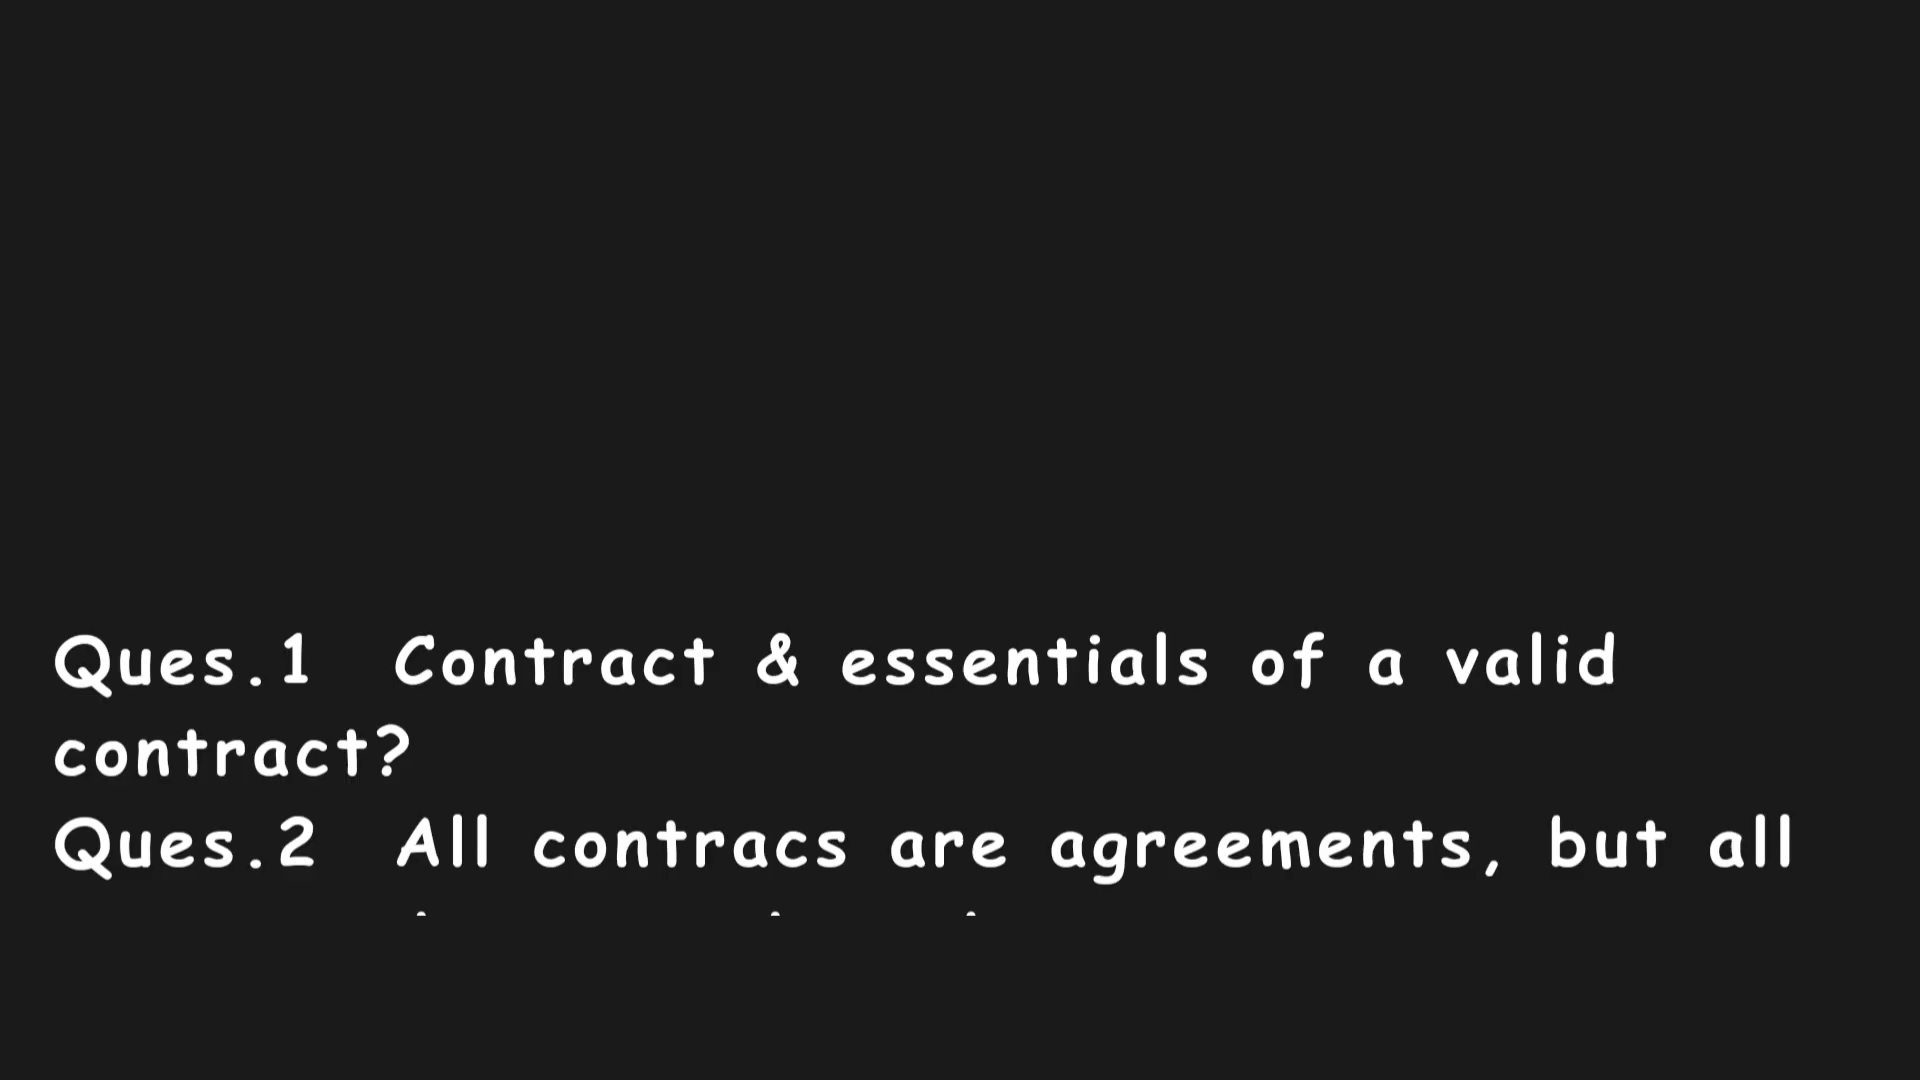 Ques.1 Contract & essentials of a valid
contract?
Ques.2 All contracs are agreements, but all